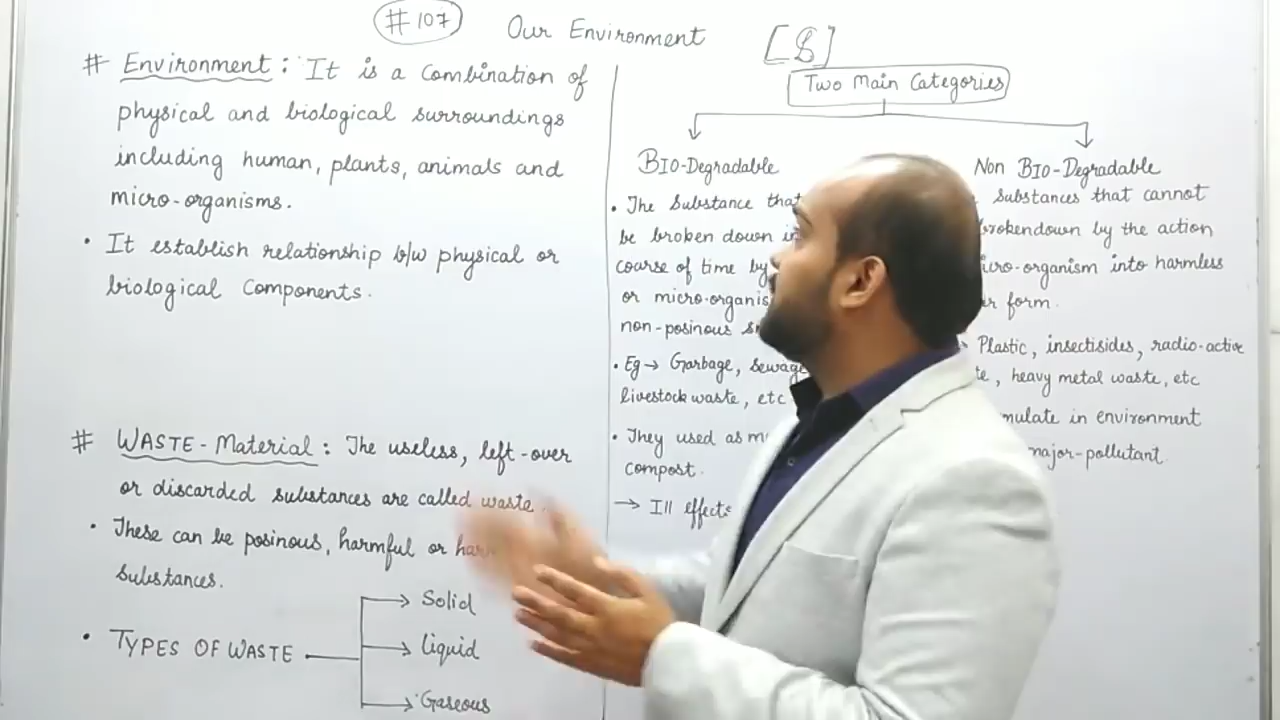 #107 Our Environment
# Environment : It is a combination of
physical and biological surroundings
including human, plants, animals and
micro-organisms.
• It establish relationship b/w physical or
biological components.
# WASTE-Material : The useless, left-over
or discarded substances are called waste.
• These can be posinous, harmful or
substances.
• TYPES OF WASTE
Solid
liquid
Gaseous
Two Main Categories
BIO-Degradable
• The substance that
be broken down in
coarse of time by
or micro-organis
non-posinous
• Eg → Garbage, sewage
livestock waste, etc
• They used as
compost.
→ Ill effects
Non BIO-Degradable
substances that cannot
brokendown by the action
icro-organism into harmless
form.
Plastic, insectisides, radio-active
te, heavy metal waste, etc
mulate in environment
major-pollutant.